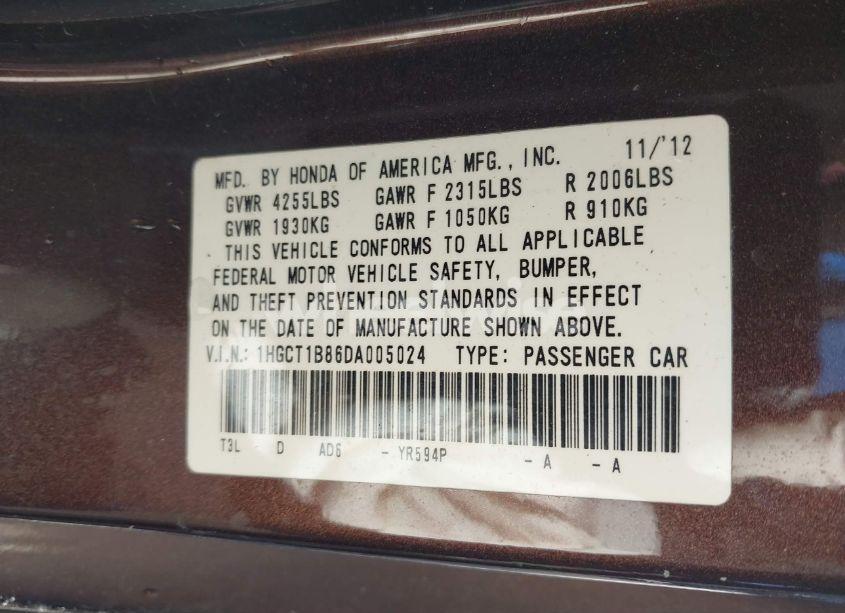 MFD. BY HONDA OF AMERICA MFG., INC. 11/'12
GVWR 4255LBS GAWR F 2315LBS R 2006LBS
GVWR 1930KG GAWR F 1050KG R 910KG
THIS VEHICLE CONFORMS TO ALL APPLICABLE
FEDERAL MOTOR VEHICLE SAFETY, BUMPER,
AND THEFT PREVENTION STANDARDS IN EFFECT
ON THE DATE OF MANUFACTURE SHOWN ABOVE.
V.I.N.: 1HGCT1B86DA005024 TYPE: PASSENGER CAR
T3L D AD6 - YR594P - A - A